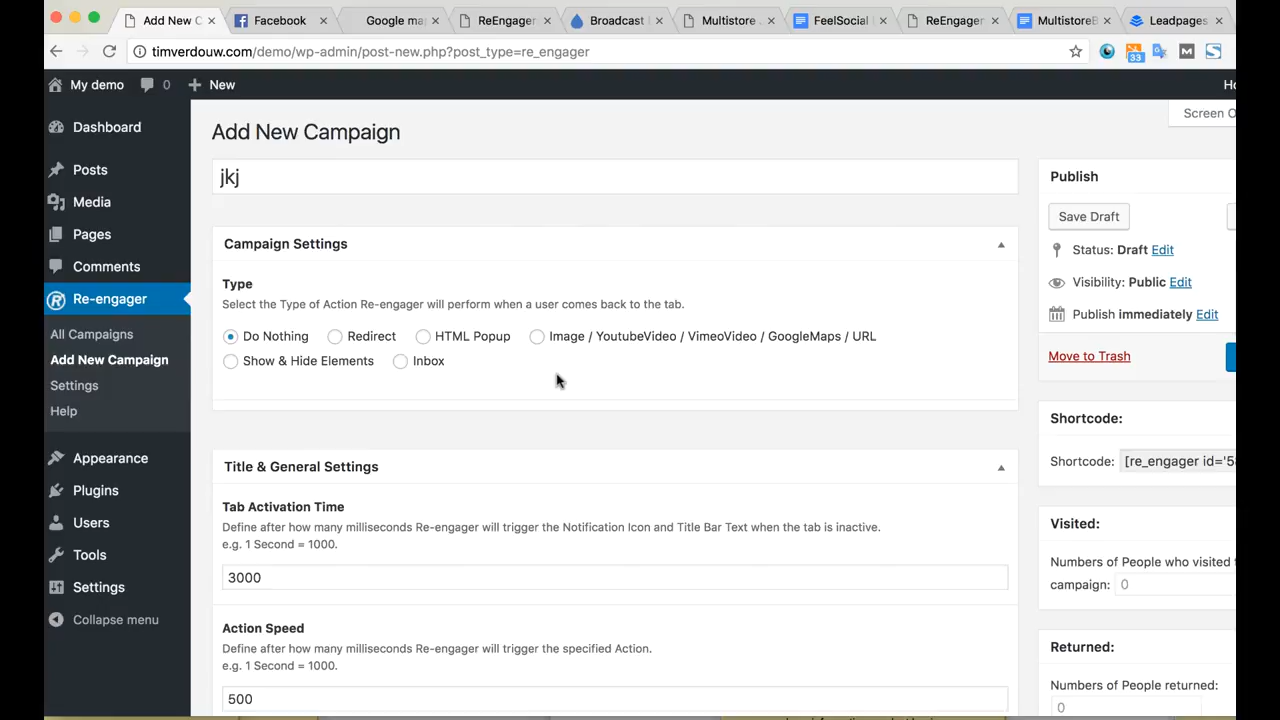 Add New C
Facebook
Google ma
ReEngager
Broadcast
Multistore
FeelSocial
ReEngager
MultistoreB
Leadpages
timverdouw.com/demo/wp-admin/post-new.php?post_type=re_engager
33
My demo
0
New
Ho
Screen O
Dashboard
Posts
Media
Pages
Comments
Re-engager
All Campaigns
Add New Campaign
Settings
Help
Appearance
Plugins
Users
Tools
Settings
Collapse menu
Add New Campaign
jkj
Campaign Settings
Type
Select the Type of Action Re-engager will perform when a user comes back to the tab.
Do Nothing Redirect HTML Popup Image / YoutubeVideo / VimeoVideo / GoogleMaps / URL
Show & Hide Elements Inbox
Title & General Settings
Tab Activation Time
Define after how many milliseconds Re-engager will trigger the Notification Icon and Title Bar Text when the tab is inactive.
e.g. 1 Second = 1000.
3000
Action Speed
Define after how many milliseconds Re-engager will trigger the specified Action.
e.g. 1 Second = 1000.
500
Publish
Save Draft
Status: Draft Edit
Visibility: Public Edit
Publish immediately Edit
Move to Trash
Shortcode:
Shortcode: [re_engager id='5
Visited:
Numbers of People who visited
campaign: 0
Returned:
Numbers of People returned:
0